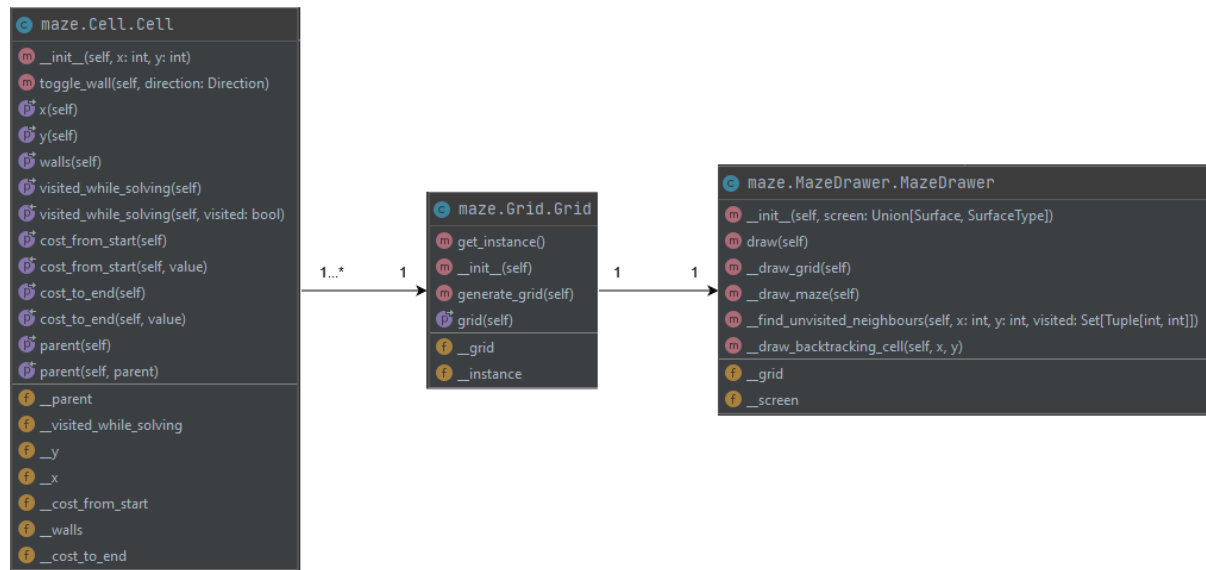 maze.Cell.Cell
__init__(self, x: int, y: int)
toggle_wall(self, direction: Direction)
x(self)
y(self)
walls(self)
visited_while_solving(self)
visited_while_solving(self, visited: bool)
cost_from_start(self)
cost_from_start(self, value)
cost_to_end(self)
cost_to_end(self, value)
parent(self)
parent(self, parent)
__parent
__visited_while_solving
__y
__x
__cost_from_start
__walls
__cost_to_end
1...*
1
maze.Grid.Grid
get_instance()
__init__(self)
generate_grid(self)
grid(self)
__grid
__instance
1
1
maze.MazeDrawer.MazeDrawer
__init__(self, screen: Union[Surface, SurfaceType])
draw(self)
__draw_grid(self)
__draw_maze(self)
__find_unvisited_neighbours(self, x: int, y: int, visited: Set[Tuple[int, int]])
__draw_backtracking_cell(self, x, y)
__grid
__screen